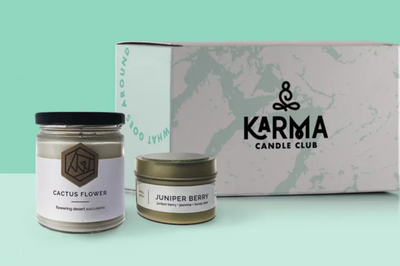 WHAT GOES AROUND
KARMA
CANDLE CLUB
CACTUS FLOWER
JUNIPER BERRY